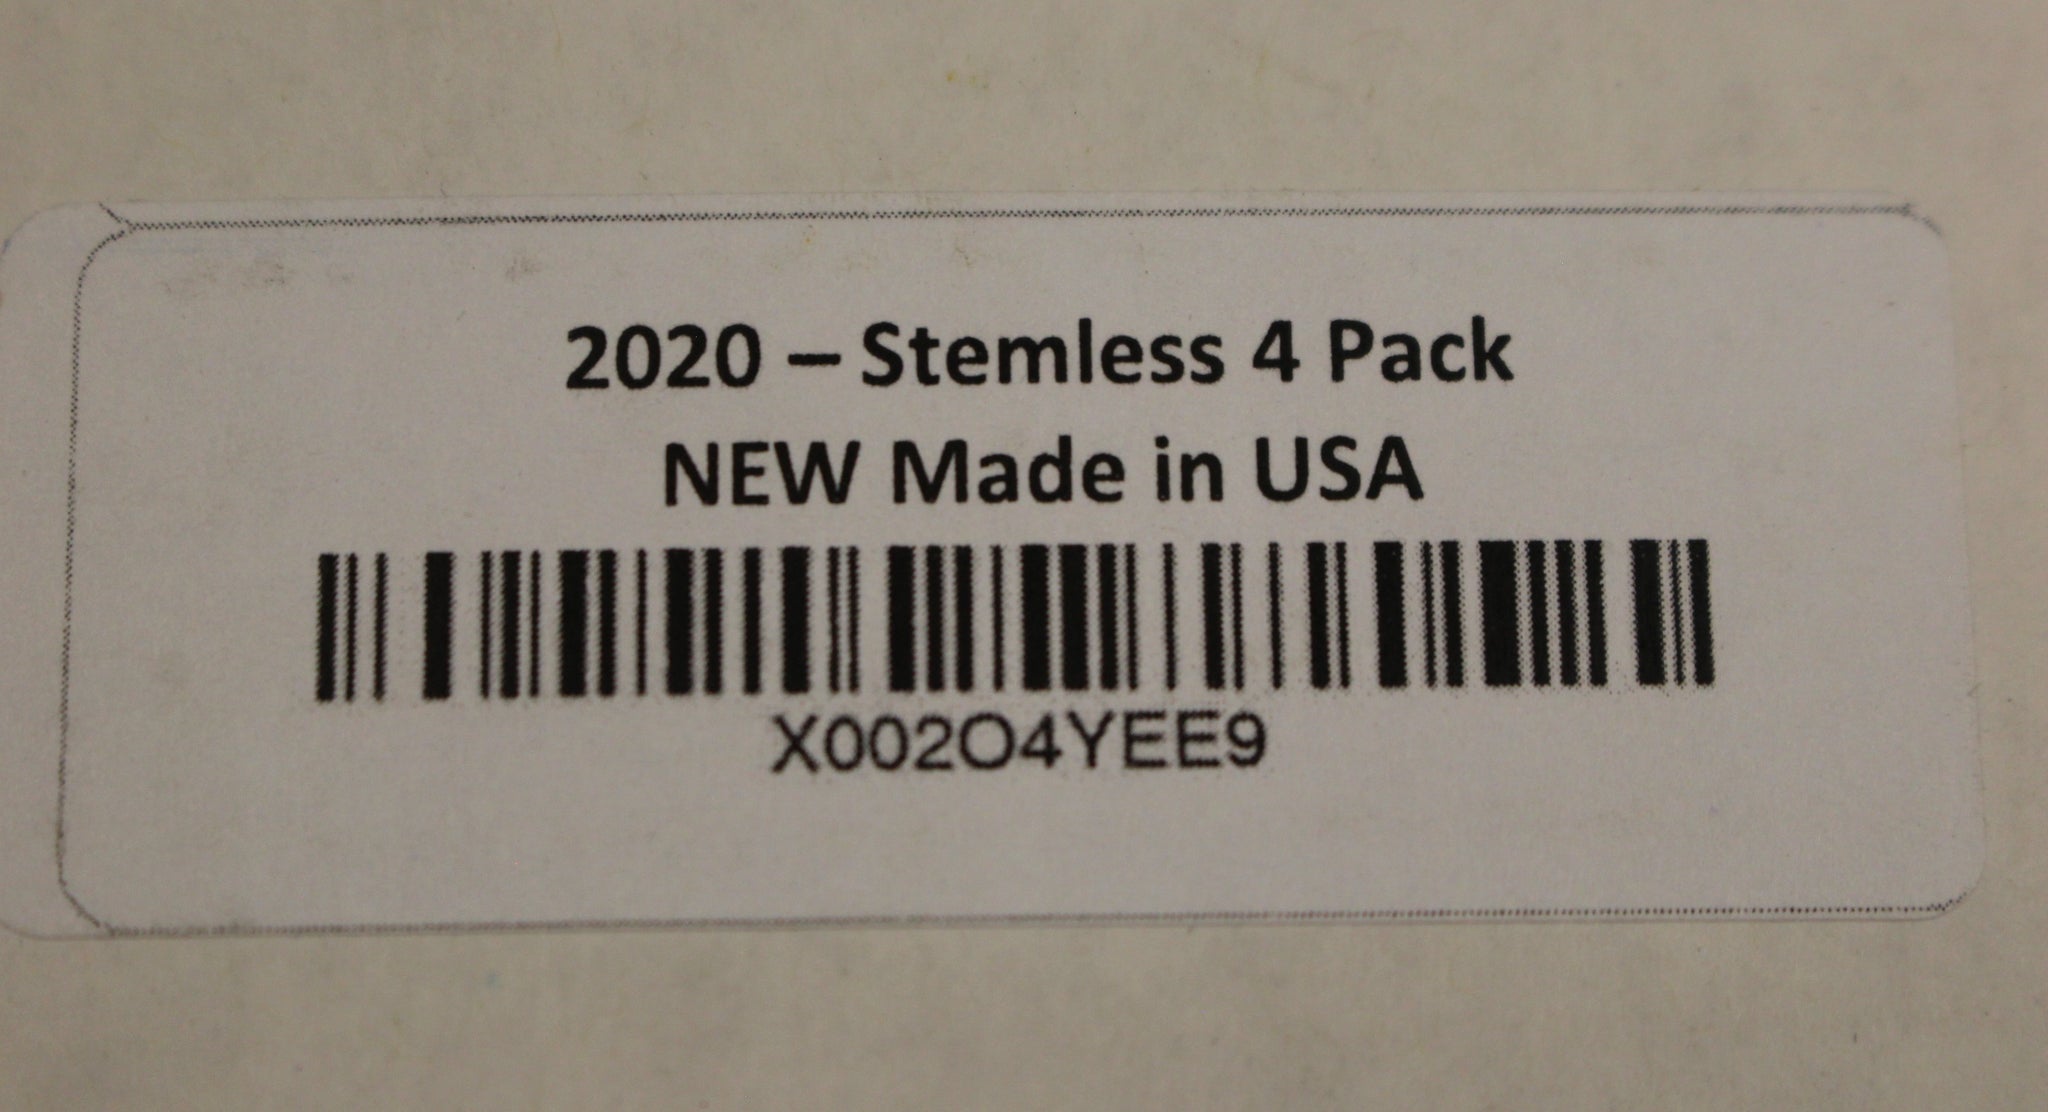 2020 – Stemless 4 Pack
NEW Made in USA
X002O4YEE9